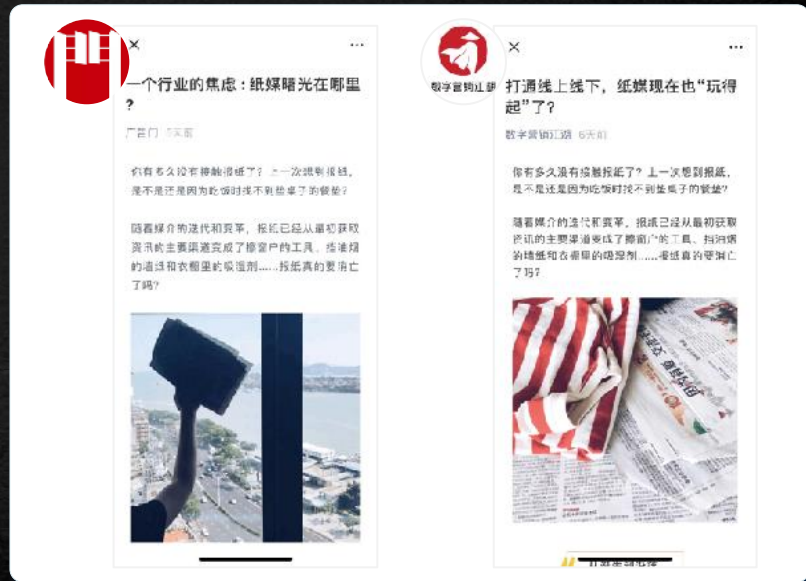 一个行业的焦虑：纸媒曙光在哪里
？
广告门 5天前
你有多久没有接触报纸了？上一次想到报纸，
是不是还是因为吃饭时找不到垫桌子的餐垫？
随着媒介的迭代和变革，报纸已经从最初获取
资讯的主要渠道变成了擦窗户的工具、挡油烟
的墙纸和衣橱里的吸湿剂……报纸真的要消亡
了吗？
数字营销江湖
打通线上线下，纸媒现在也“玩得
起”了？
数字营销江湖 6天前
你有多久没有接触报纸了？上一次想到报纸，
是不是还是因为吃饭时找不到垫桌子的餐垫？
随着媒介的迭代和变革，报纸已经从最初获取
资讯的主要渠道变成了擦窗户的工具、挡油烟
的墙纸和衣橱里的吸湿剂……报纸真的要消亡
了吗？